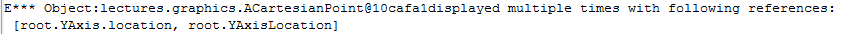 E*** Object:lectures.graphics.ACartesianPoint@10cafa1displayed multiple times with following references:
[root.YAxis.location, root.YAxisLocation]